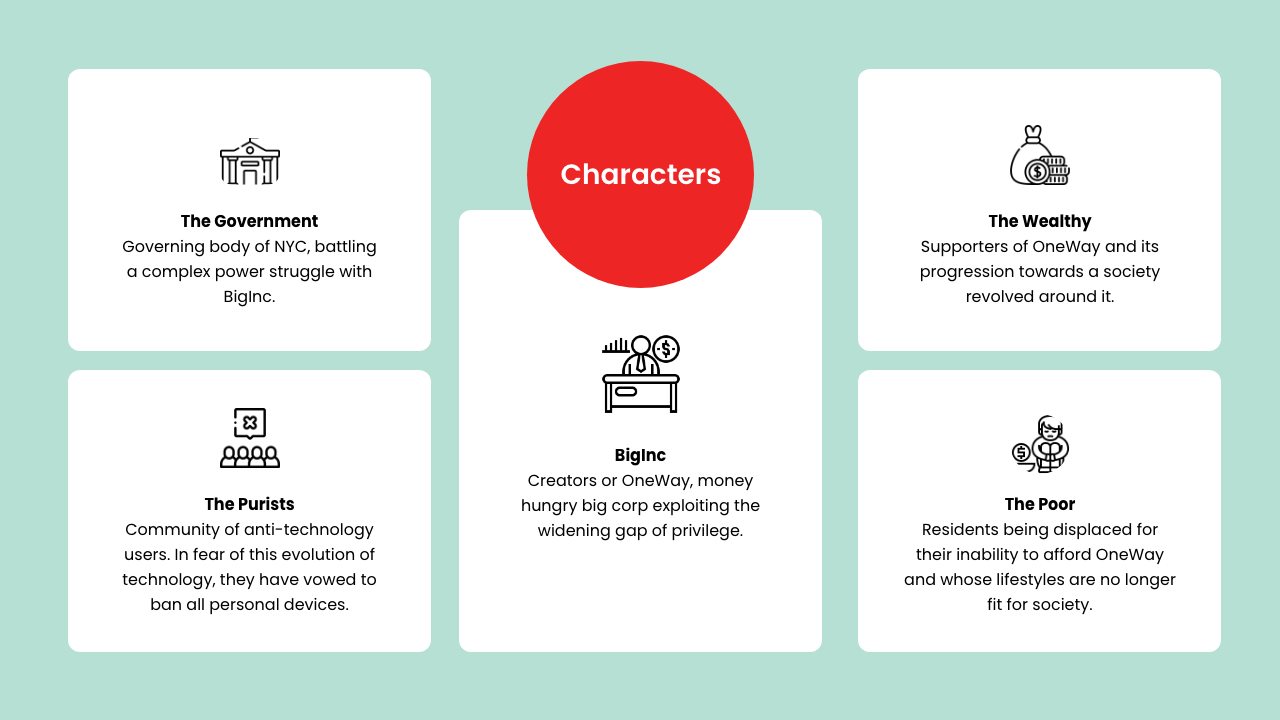 Characters
The Government
Governing body of NYC, battling
a complex power struggle with
BigInc.
The Purists
Community of anti-technology
users. In fear of this evolution of
technology, they have vowed to
ban all personal devices.
BigInc
Creators or OneWay, money
hungry big corp exploiting the
widening gap of privilege.
The Wealthy
Supporters of OneWay and its
progression towards a society
revolved around it.
The Poor
Residents being displaced for
their inability to afford OneWay
and whose lifestyles are no longer
fit for society.